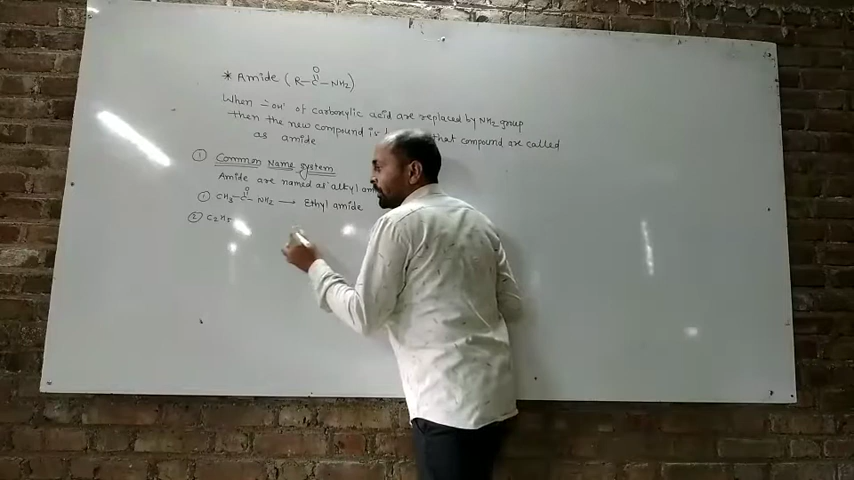 * Amide ( R-C-NH2 )
O
When -OH of carboxylic acid are replaced by NH2 group
then the new compound is that compound are called
as amide
① Common Name system
Amide are named as alkyl
① CH3-C-NH2 → Ethyl amide
O
② C2H5